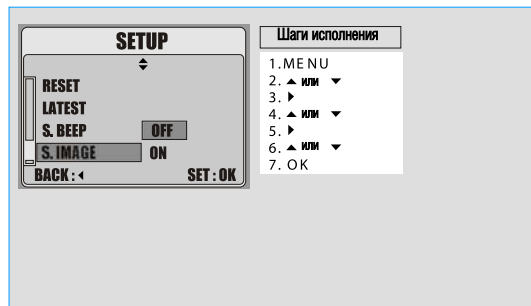 SETUP
RESET
LATEST
S. BEEP OFF
S. IMAGE ON
BACK : ◂ SET : OK
Шаги исполнения
1.MENU
2. ▲ или ▼
3. ▶
4. ▲ или ▼
5. ▶
6. ▲ или ▼
7. OK